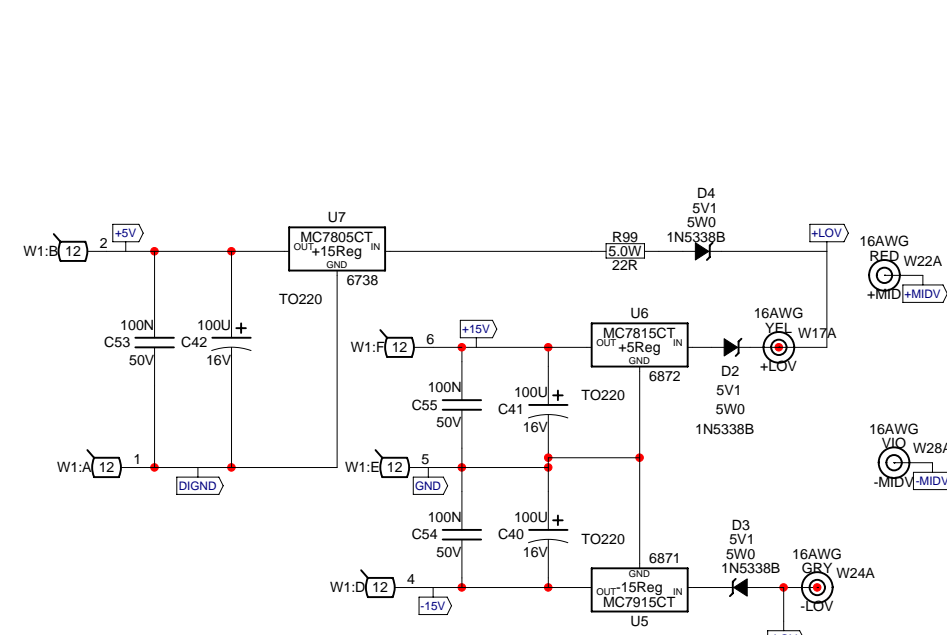 D4
5V1
5W0
1N5338B
U7
MC7805CT
OUT +15Reg IN
GND
6738
TO220
W1:B 12 2
+5V
R99
5.0W
22R
+LOV
16AWG
RED
W22A
+MID
+MIDV
100N
C53
50V
100U +
C42
16V
W1:A 12 1
DIGND
+15V
W1:F 12 6
U6
MC7815CT
OUT +5Reg IN
GND
6872
TO220
16AWG
YEL
W17A
+LOV
D2
5V1
5W0
1N5338B
100N
C55
50V
100U +
C41
16V
W1:E 12 5
GND
16AWG
VIO
W28A
-MIDV
-MIDV
100N
C54
50V
100U +
C40
16V
TO220
W1:D 12 4
-15V
6871
GND
OUT -15Reg IN
MC7915CT
U5
D3
5V1
5W0
1N5338B
16AWG
GRY
W24A
-LOV